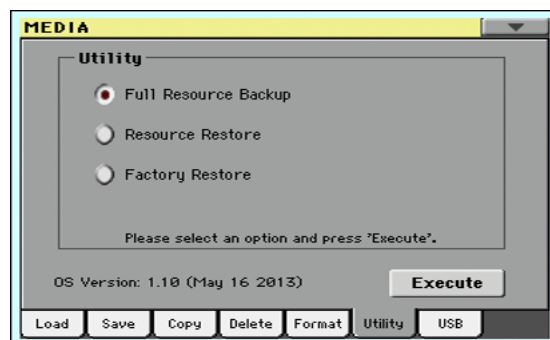 MEDIA
Utility
Full Resource Backup
Resource Restore
Factory Restore
Please select an option and press 'Execute'.
OS Version: 1.10 (May 16 2013)
Execute
Load Save Copy Delete Format Utility USB